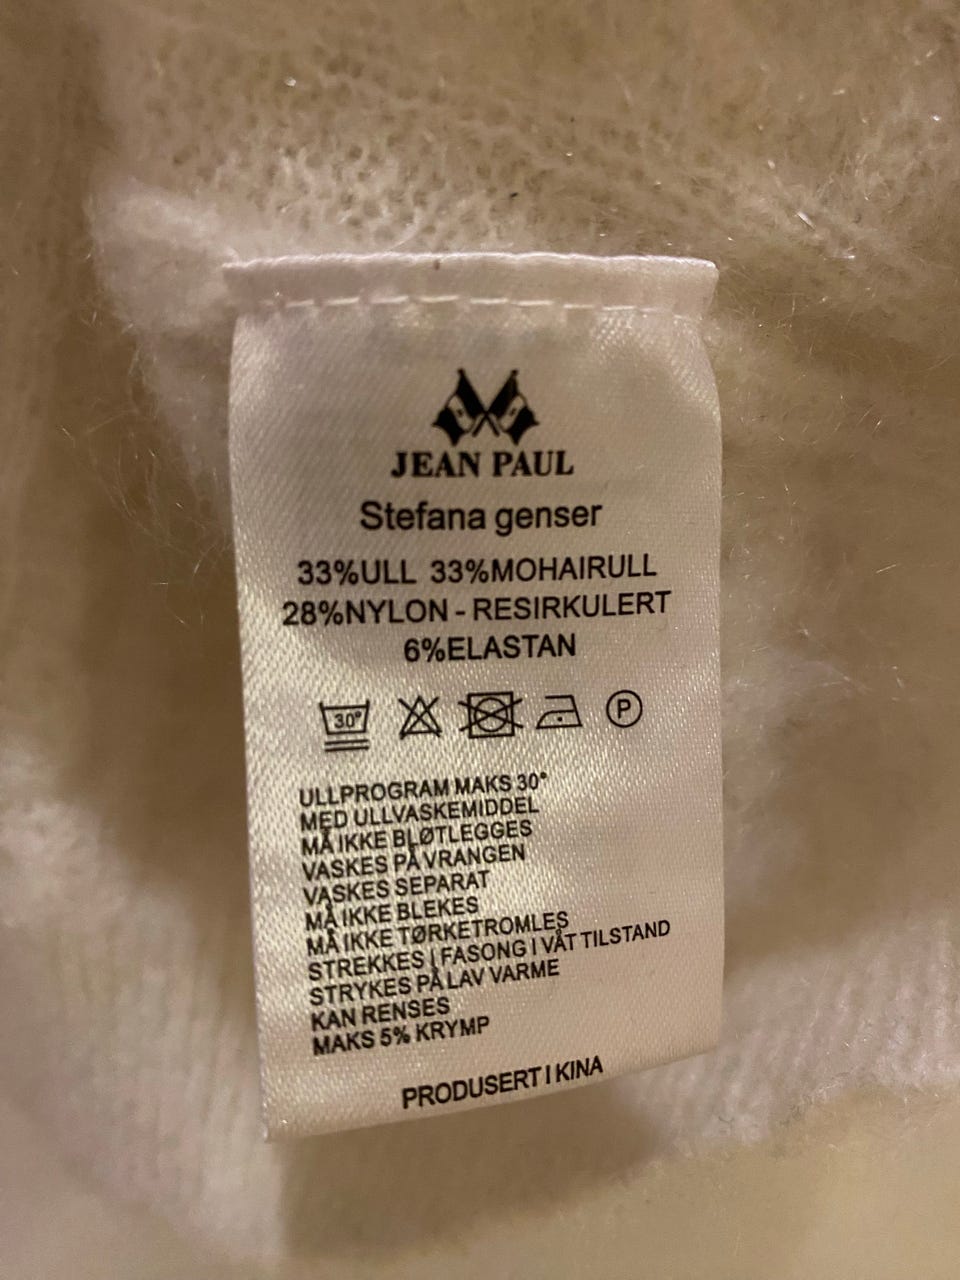 JEAN PAUL
Stefana genser
33%ULL 33%MOHAIRULL
28%NYLON - RESIRKULERT
6%ELASTAN
30° P
ULLPROGRAM MAKS 30°
MED ULLVASKEMIDDEL
MÅ IKKE BLØTLEGGES
VASKES PÅ VRANGEN
VASKES SEPARAT
MÅ IKKE BLEKES
MÅ IKKE TØRKETROMLES
STREKKES I FASONG I VÅT TILSTAND
STRYKES PÅ LAV VARME
KAN RENSES
MAKS 5% KRYMP
PRODUSERT I KINA